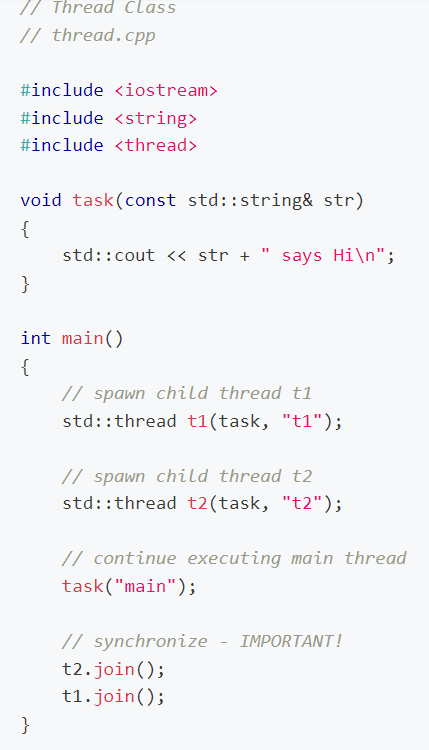 // Thread Class
// thread.cpp
#include <iostream>
#include <string>
#include <thread>
void task(const std::string& str)
{
std::cout << str + " says Hi\n";
}
int main()
{
// spawn child thread t1
std::thread t1(task, "t1");
// spawn child thread t2
std::thread t2(task, "t2");
// continue executing main thread
task("main");
// synchronize - IMPORTANT!
t2.join();
t1.join();
}